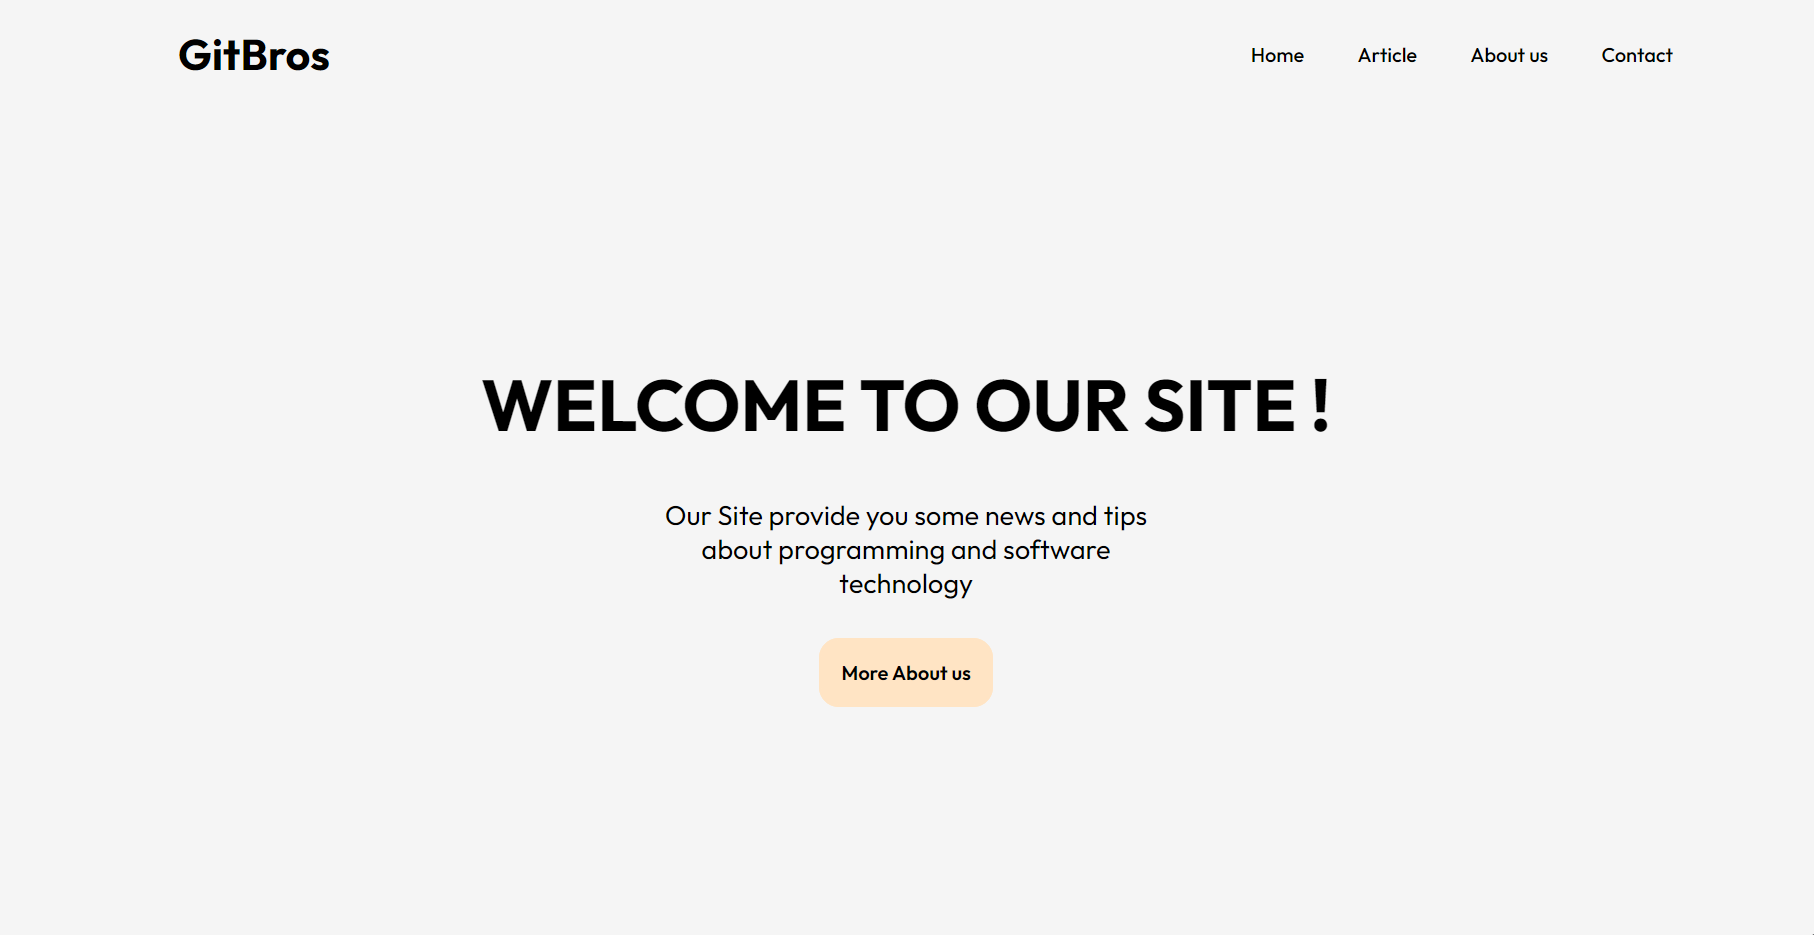 GitBros
Home Article About us Contact
WELCOME TO OUR SITE !
Our Site provide you some news and tips
about programming and software
technology
More About us